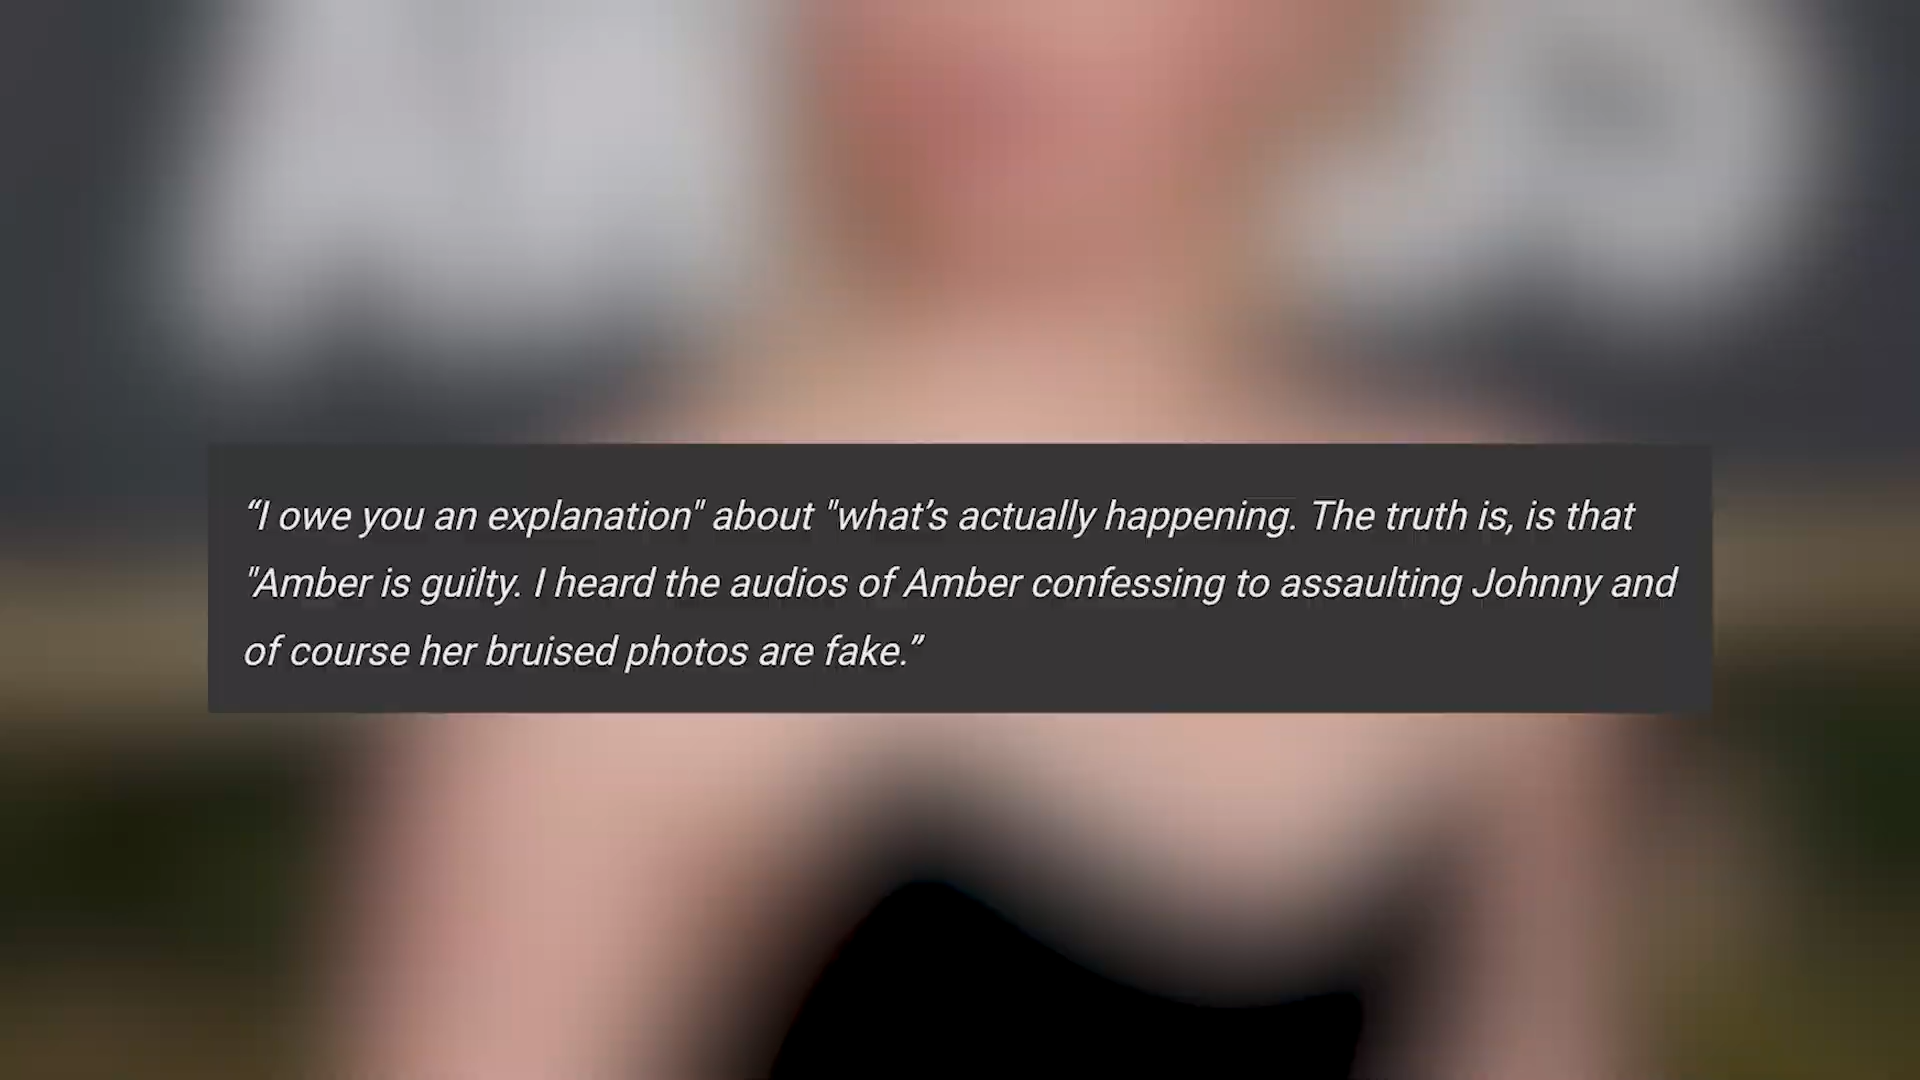 “I owe you an explanation" about "what’s actually happening. The truth is, is that
"Amber is guilty. I heard the audios of Amber confessing to assaulting Johnny and
of course her bruised photos are fake.”